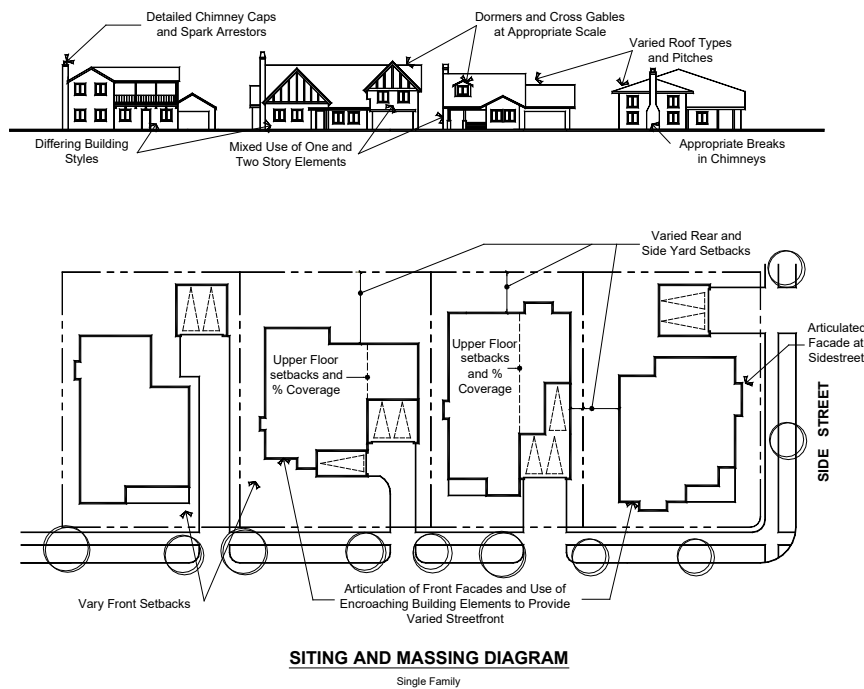 Detailed Chimney Caps
and Spark Arrestors
Dormers and Cross Gables
at Appropriate Scale
Varied Roof Types
and Pitches
Differing Building
Styles
Mixed Use of One and
Two Story Elements
Appropriate Breaks
in Chimneys
Varied Rear and
Side Yard Setbacks
Upper Floor
setbacks and
% Coverage
Upper Floor
setbacks
and %
Coverage
Articulated
Facade at
Sidestreet
SIDE STREET
Vary Front Setbacks
Articulation of Front Facades and Use of
Encroaching Building Elements to Provide
Varied Streetfront
SITING AND MASSING DIAGRAM
Single Family